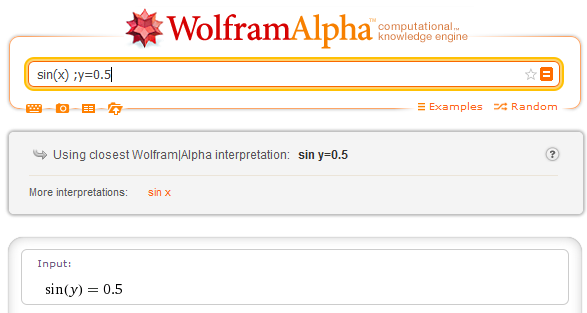 WolframAlpha™ computational knowledge engine
sin(x) ;y=0.5
Examples Random
Using closest Wolfram|Alpha interpretation: sin y=0.5 ?
More interpretations: sin x
Input:
sin(y) = 0.5